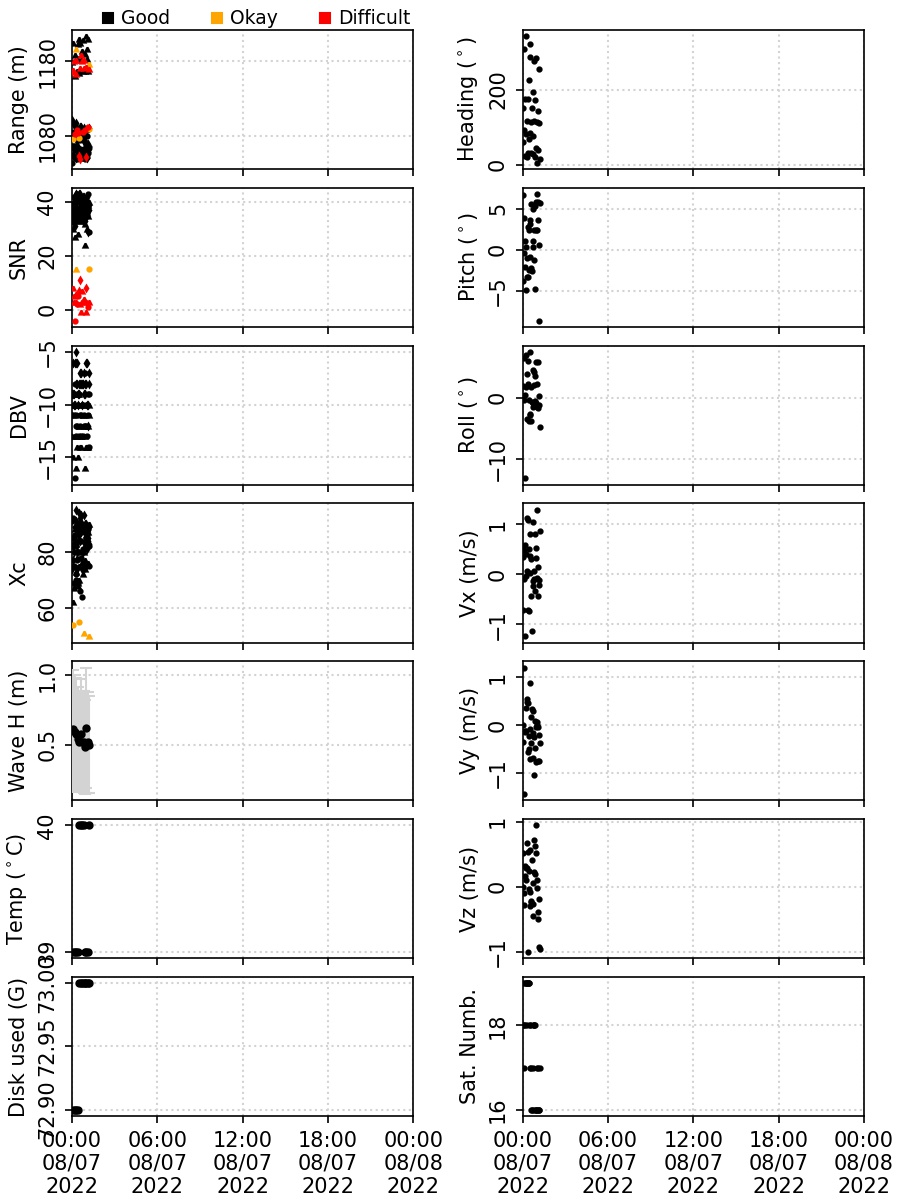 Good Okay Difficult
Range (m)
1180
1080
Heading (°)
200
0
SNR
40
20
0
Pitch (°)
5
0
−5
DBV
−5
−10
−15
Roll (°)
0
−10
Xc
80
60
Vx (m/s)
1
0
−1
Wave H (m)
1.0
0.5
Vy (m/s)
1
0
−1
Temp (°C)
40
39
Vz (m/s)
1
0
−1
Disk used (G)
73.00
72.95
72.90
Sat. Numb.
18
16
00:00 06:00 12:00 18:00 00:00
08/07 08/07 08/07 08/07 08/08
2022 2022 2022 2022 2022
00:00 06:00 12:00 18:00 00:00
08/07 08/07 08/07 08/07 08/08
2022 2022 2022 2022 2022